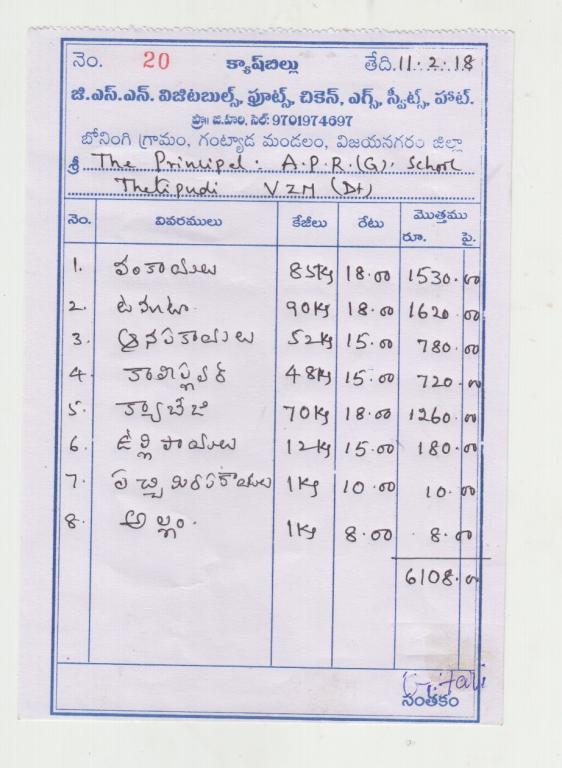 నెం. 20 క్యాష్‌బిల్లు తేది. 11.2.18
జి.ఎస్.ఎన్. విజిటబుల్స్, ఫ్రూట్స్, చికెన్, ఎగ్స్, స్వీట్స్, హాట్.
ప్రొ॥ జి.హరి, సెల్: 9701974697
బోనింగి గ్రామం, గంట్యాడ మండలం, విజయనగరం జిల్లా
శ్రీ The Principel. A.P.R.(G). School
Thetipudi VZM (Dt)
నెం. వివరములు కేజీలు రేటు మొత్తము
రూ. పై.
1. వంకాయలు 85Kg 18.00 1530.00
2. టమాటా 90Kg 18.00 1620.00
3. ఆనపకాయలు 52Kg 15.00 780.00
4. కాలిప్లవర్ 48Kg 15.00 720.00
5. క్యాబేజి 70Kg 18.00 1260.00
6. ఉల్లిపాయలు 12Kg 15.00 180.00
7. పచ్చిమిరపకాయలు 1Kg 10.00 10.00
8. అల్లం. 1Kg 8.00 8.00
6108.00
సంతకం